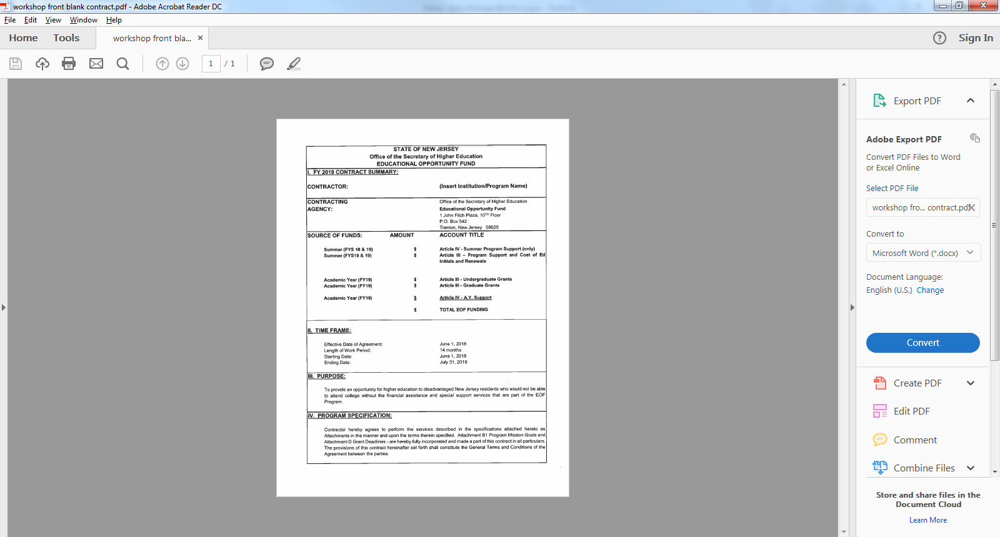 workshop front blank contract.pdf - Adobe Acrobat Reader DC
File Edit View Window Help
Home Tools workshop front bla... ×
? Sign In
1 / 1
STATE OF NEW JERSEY
Office of the Secretary of Higher Education
EDUCATIONAL OPPORTUNITY FUND
I. FY 2019 CONTRACT SUMMARY:
CONTRACTOR: (Insert Institution/Program Name)
CONTRACTING Office of the Secretary of Higher Education
AGENCY: Educational Opportunity Fund
1 John Fitch Plaza, 10TH Floor
P.O. Box 542
Trenton, New Jersey 08625
SOURCE OF FUNDS: AMOUNT ACCOUNT TITLE
Summer (FYS 18 & 19) $ Article IV - Summer Program Support (only)
Summer (FYS18 & 19) $ Article III – Program Support and Cost of Ed
Initials and Renewals
Academic Year (FY19) $ Article III - Undergraduate Grants
Academic Year (FY19) $ Article III - Graduate Grants
Academic Year (FY19) $ Article IV - A.Y. Support
$ TOTAL EOF FUNDING
II. TIME FRAME:
Effective Date of Agreement: June 1, 2018
Length of Work Period: 14 months
Starting Date: June 1, 2018
Ending Date: July 31, 2019
III. PURPOSE:
To provide an opportunity for higher education to disadvantaged New Jersey residents who would not be able
to attend college without the financial assistance and special support services that are part of the EOF
Program.
IV. PROGRAM SPECIFICATION:
Contractor hereby agrees to perform the services described in the specifications attached hereto as
Attachments in the manner and upon the terms therein specified. Attachment B1 Program Mission Goals and
Attachment D Grant Deadlines - are hereby fully incorporated and made a part of this contract in all particulars.
The provisions of this contract hereinafter set forth shall constitute the General Terms and Conditions of the
Agreement between the parties.
Export PDF
Adobe Export PDF
Convert PDF Files to Word
or Excel Online
Select PDF File
workshop fro... contract.pdf
Convert to
Microsoft Word (*.docx)
Document Language:
English (U.S.) Change
Convert
Create PDF
Edit PDF
Comment
Combine Files
Store and share files in the
Document Cloud
Learn More